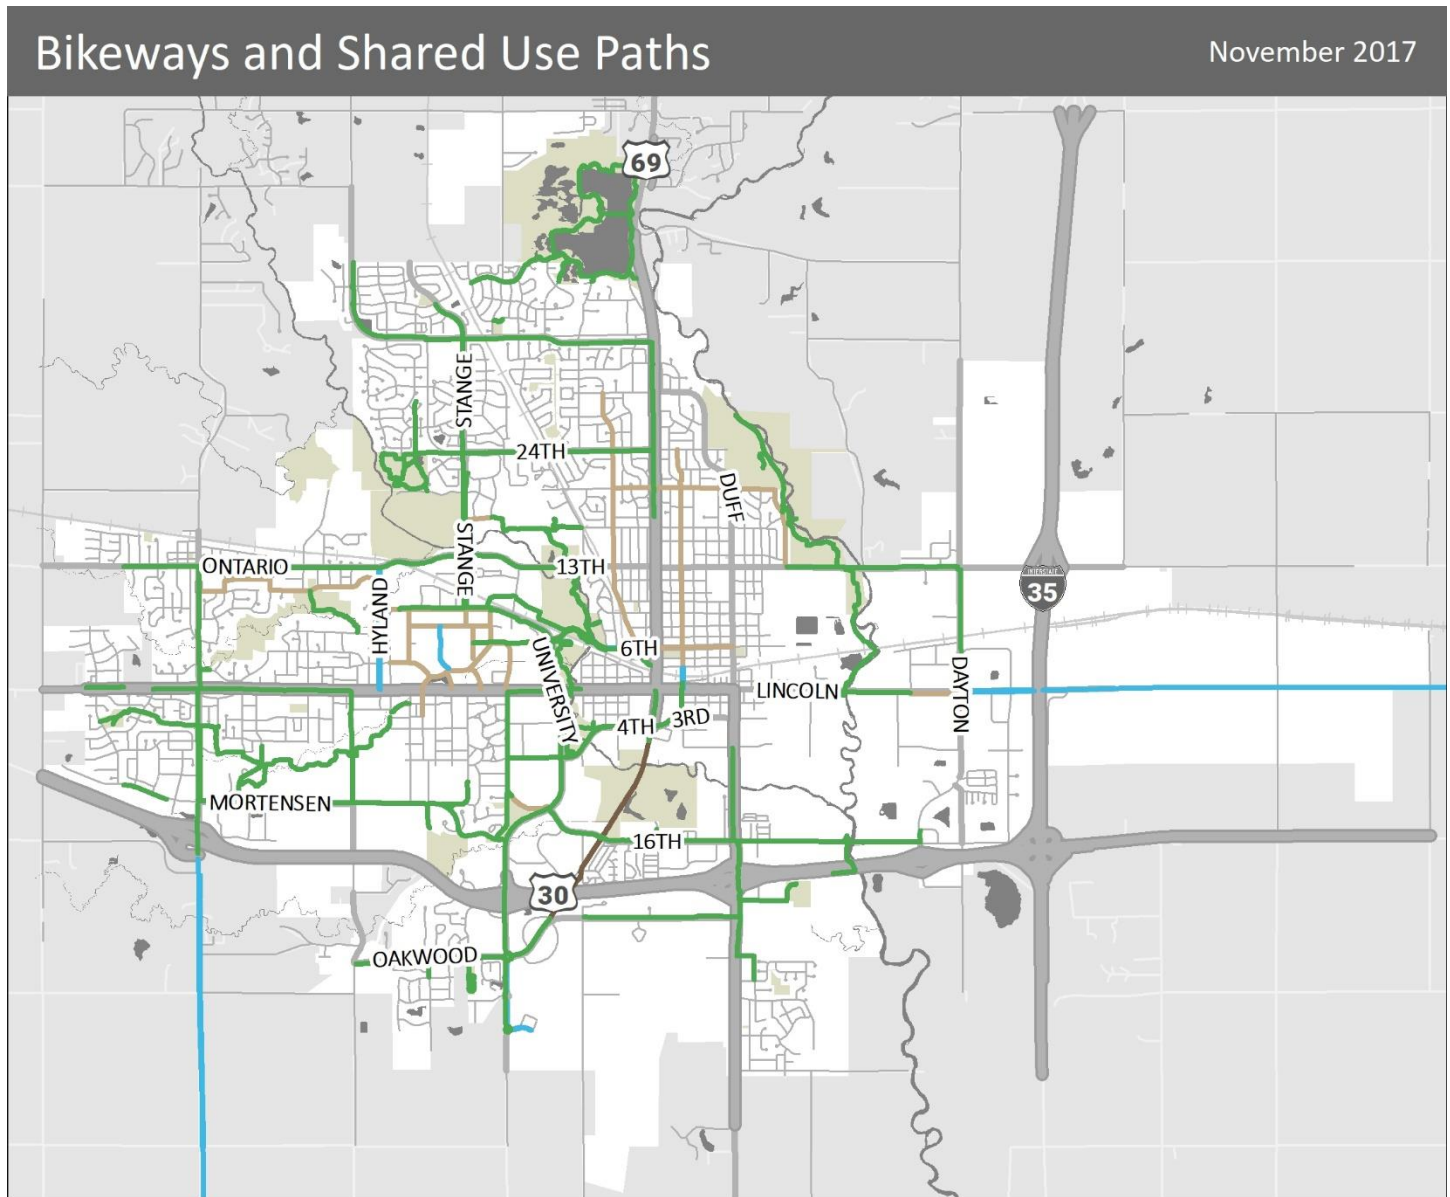 Bikeways and Shared Use Paths
November 2017
69
STANGE
24TH
DUFF
STANGE
ONTARIO
13TH
INTERSTATE
35
HYLAND
6TH
UNIVERSITY
LINCOLN
DAYTON
4TH
3RD
MORTENSEN
16TH
30
OAKWOOD